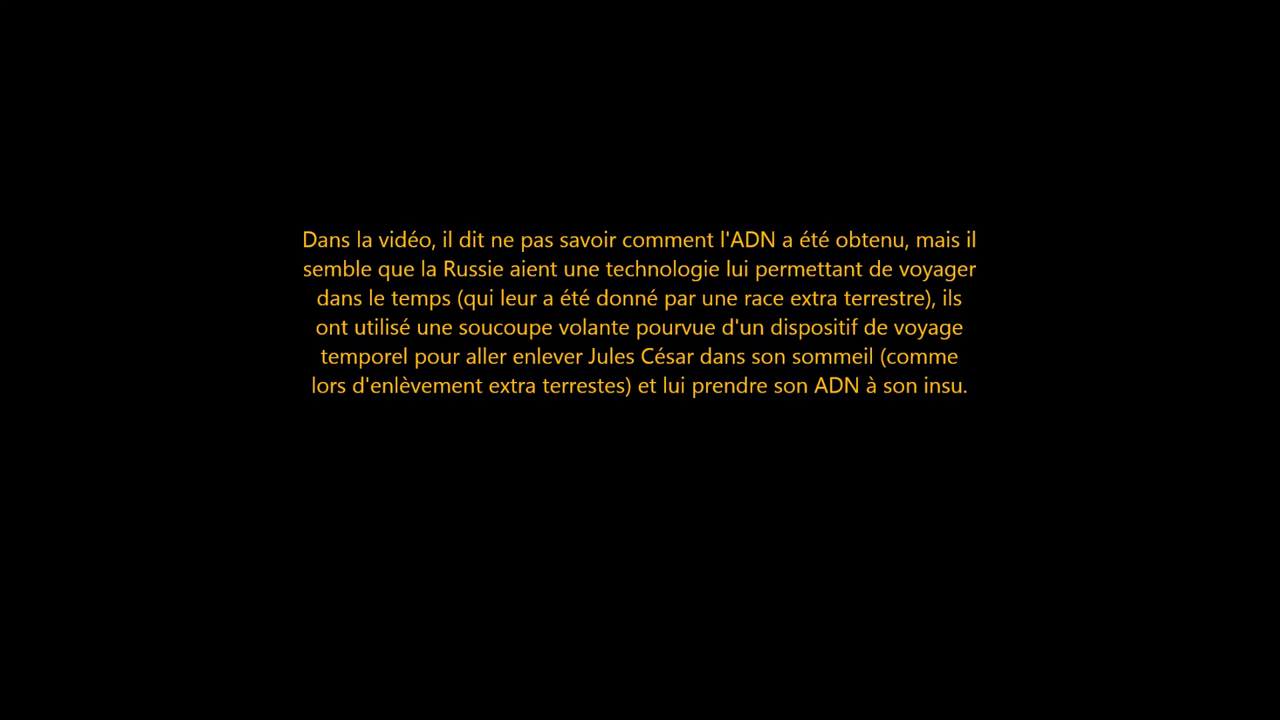 Dans la vidéo, il dit ne pas savoir comment l'ADN a été obtenu, mais il
semble que la Russie aient une technologie lui permettant de voyager
dans le temps (qui leur a été donné par une race extra terrestre), ils
ont utilisé une soucoupe volante pourvue d'un dispositif de voyage
temporel pour aller enlever Jules César dans son sommeil (comme
lors d'enlèvement extra terrestes) et lui prendre son ADN à son insu.